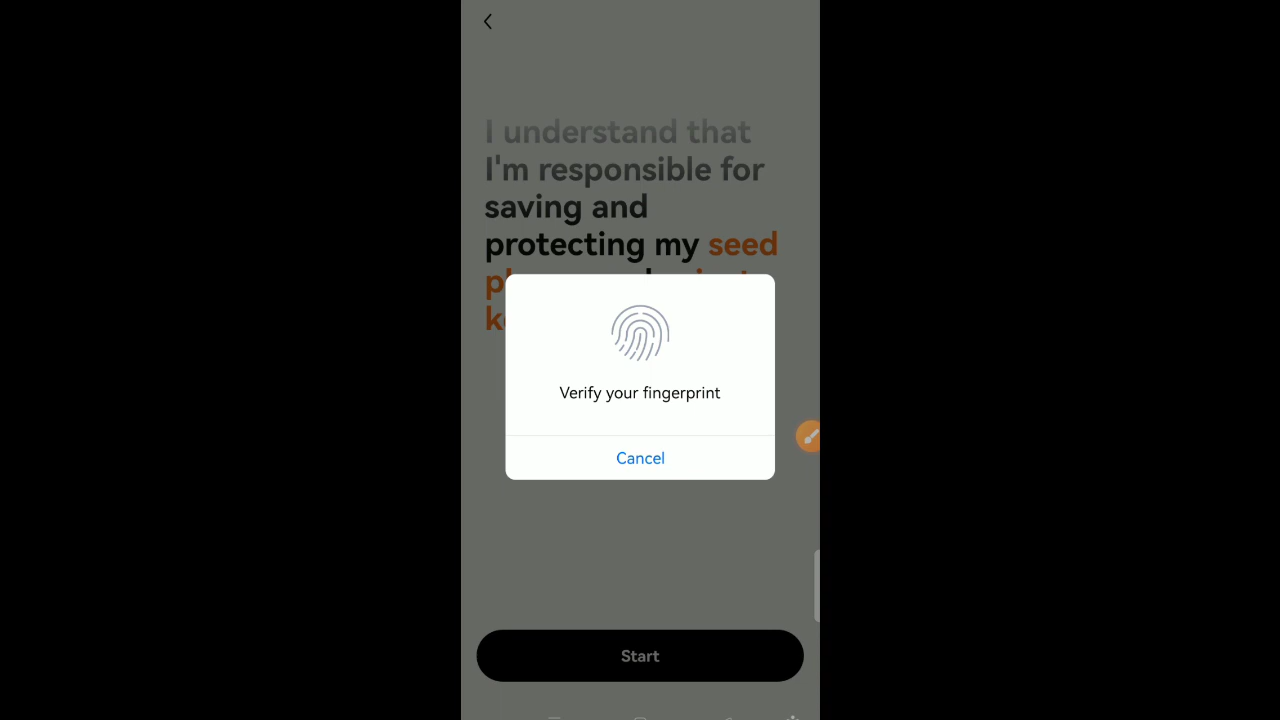 I understand that
I'm responsible for
saving and
protecting my seed
Verify your fingerprint
Cancel
Start